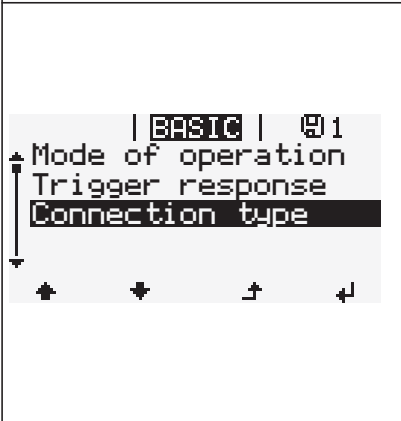 | BASIC | 1
Mode of operation
Trigger response
Connection type